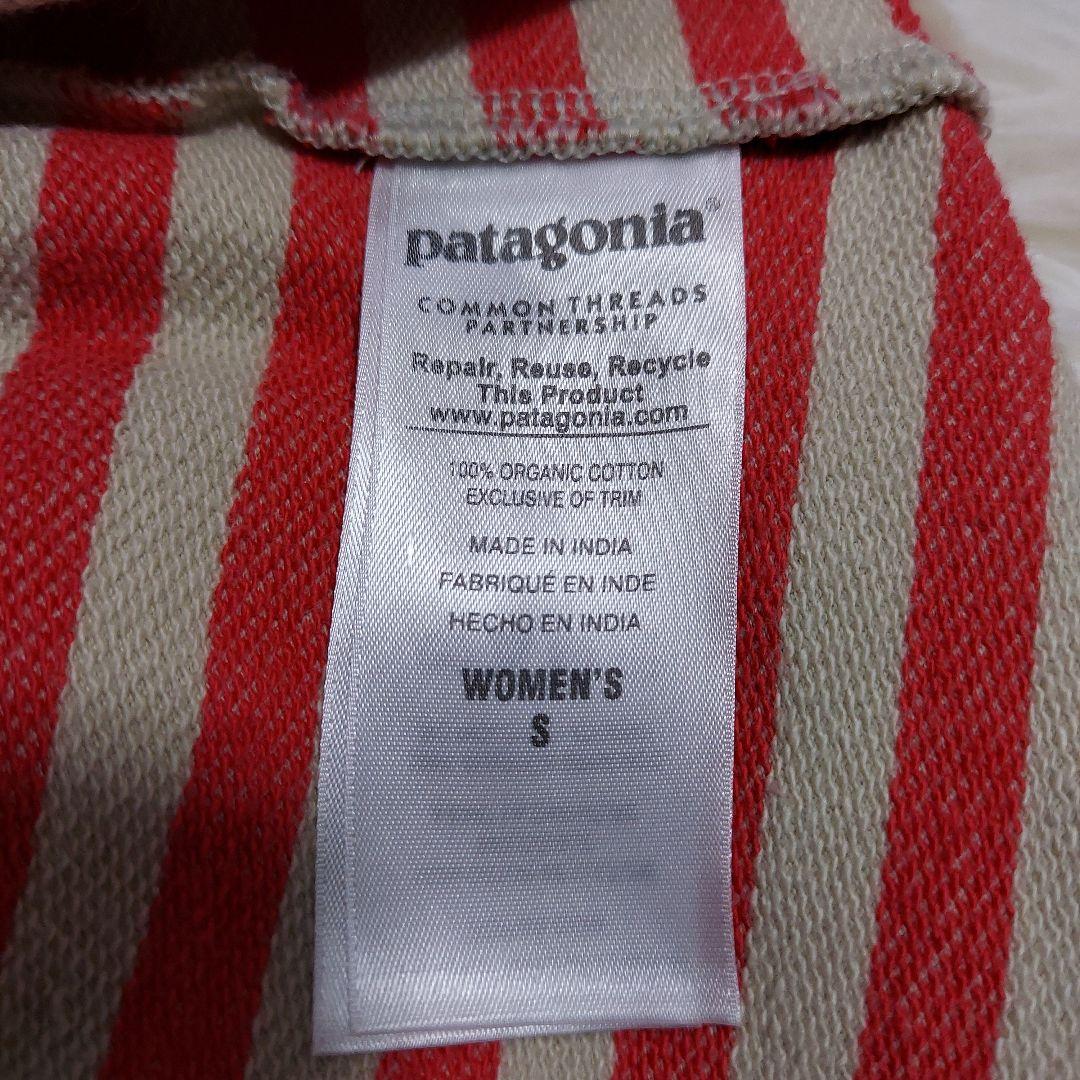 patagonia®
COMMON THREADS
PARTNERSHIP
Repair, Reuse, Recycle
This Product
www.patagonia.com
100% ORGANIC COTTON
EXCLUSIVE OF TRIM
MADE IN INDIA
FABRIQUÉ EN INDE
HECHO EN INDIA
WOMEN'S
S